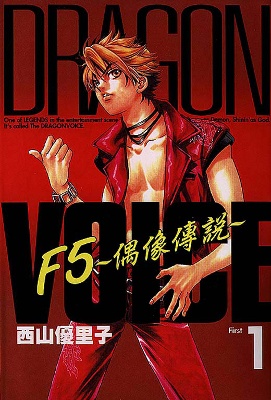 DRAGON
One of LEGENDS in the entertainment scene
It's called The DRAGONVOICE.
F5~偶像傳說~
VOICE
西山優里子
First 1